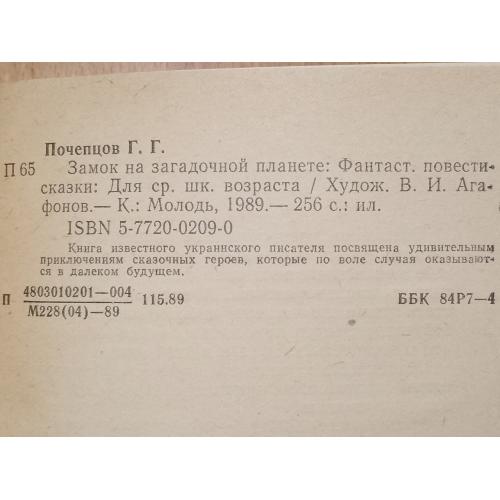 Почепцов Г. Г.
П 65 Замок на загадочной планете: Фантаст. повести-
сказки: Для ср. шк. возраста / Худож. В. И. Ага-
фонов.— К.: Молодь, 1989.— 256 с.: ил.
ISBN 5-7720-0209-0
Книга известного украинского писателя посвящена удивительным
приключениям сказочных героев, которые по воле случая оказывают-
ся в далеком будущем.
П 4803010201—004 115.89 ББК 84Р7—4
М228(04)—89